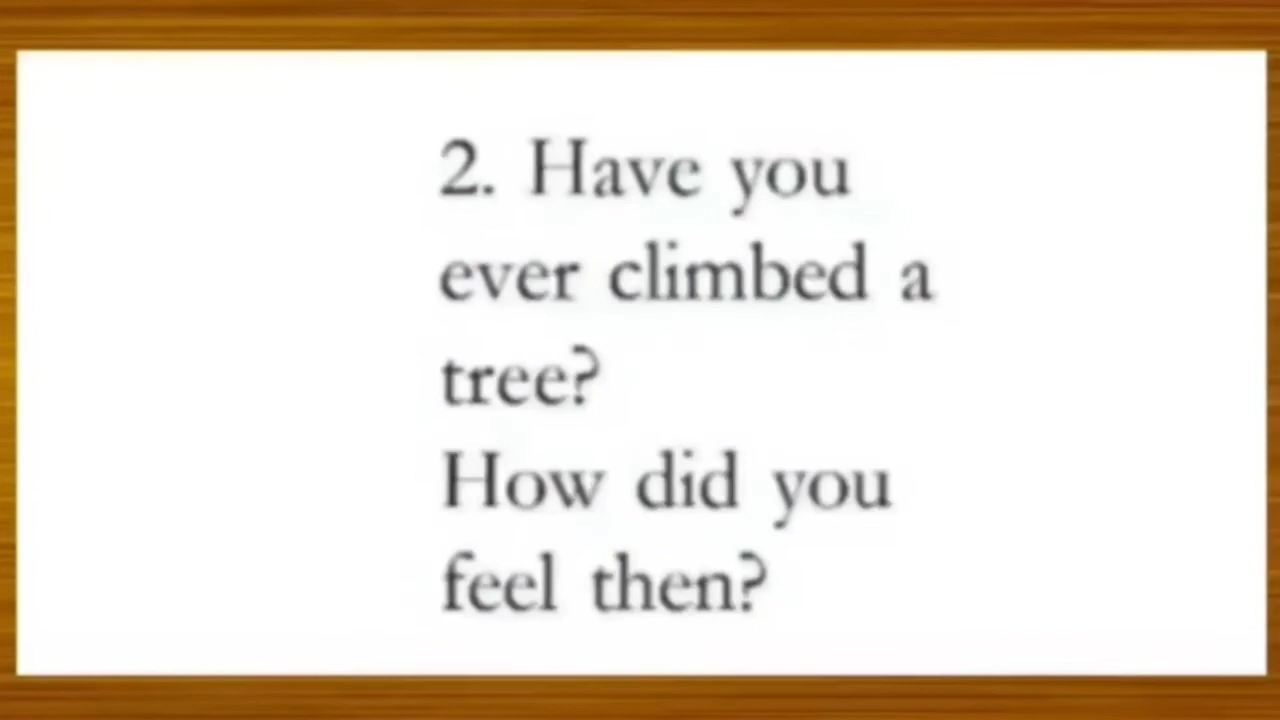 2. Have you
ever climbed a
tree?
How did you
feel then?